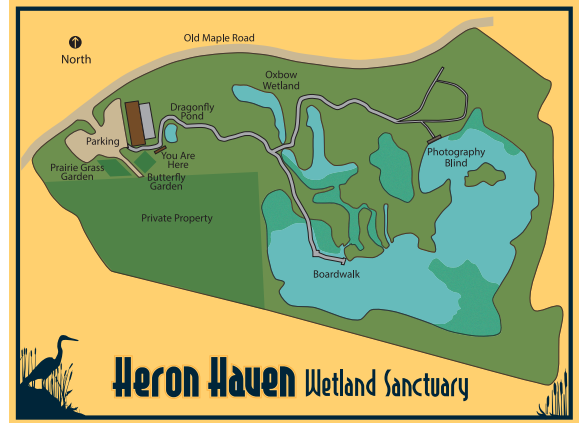 Old Maple Road
North
Oxbow
Wetland
Dragonfly
Pond
Parking
You Are
Here
Photography
Blind
Prairie Grass
Garden
Butterfly
Garden
Private Property
Boardwalk
Heron Haven Wetland Sanctuary